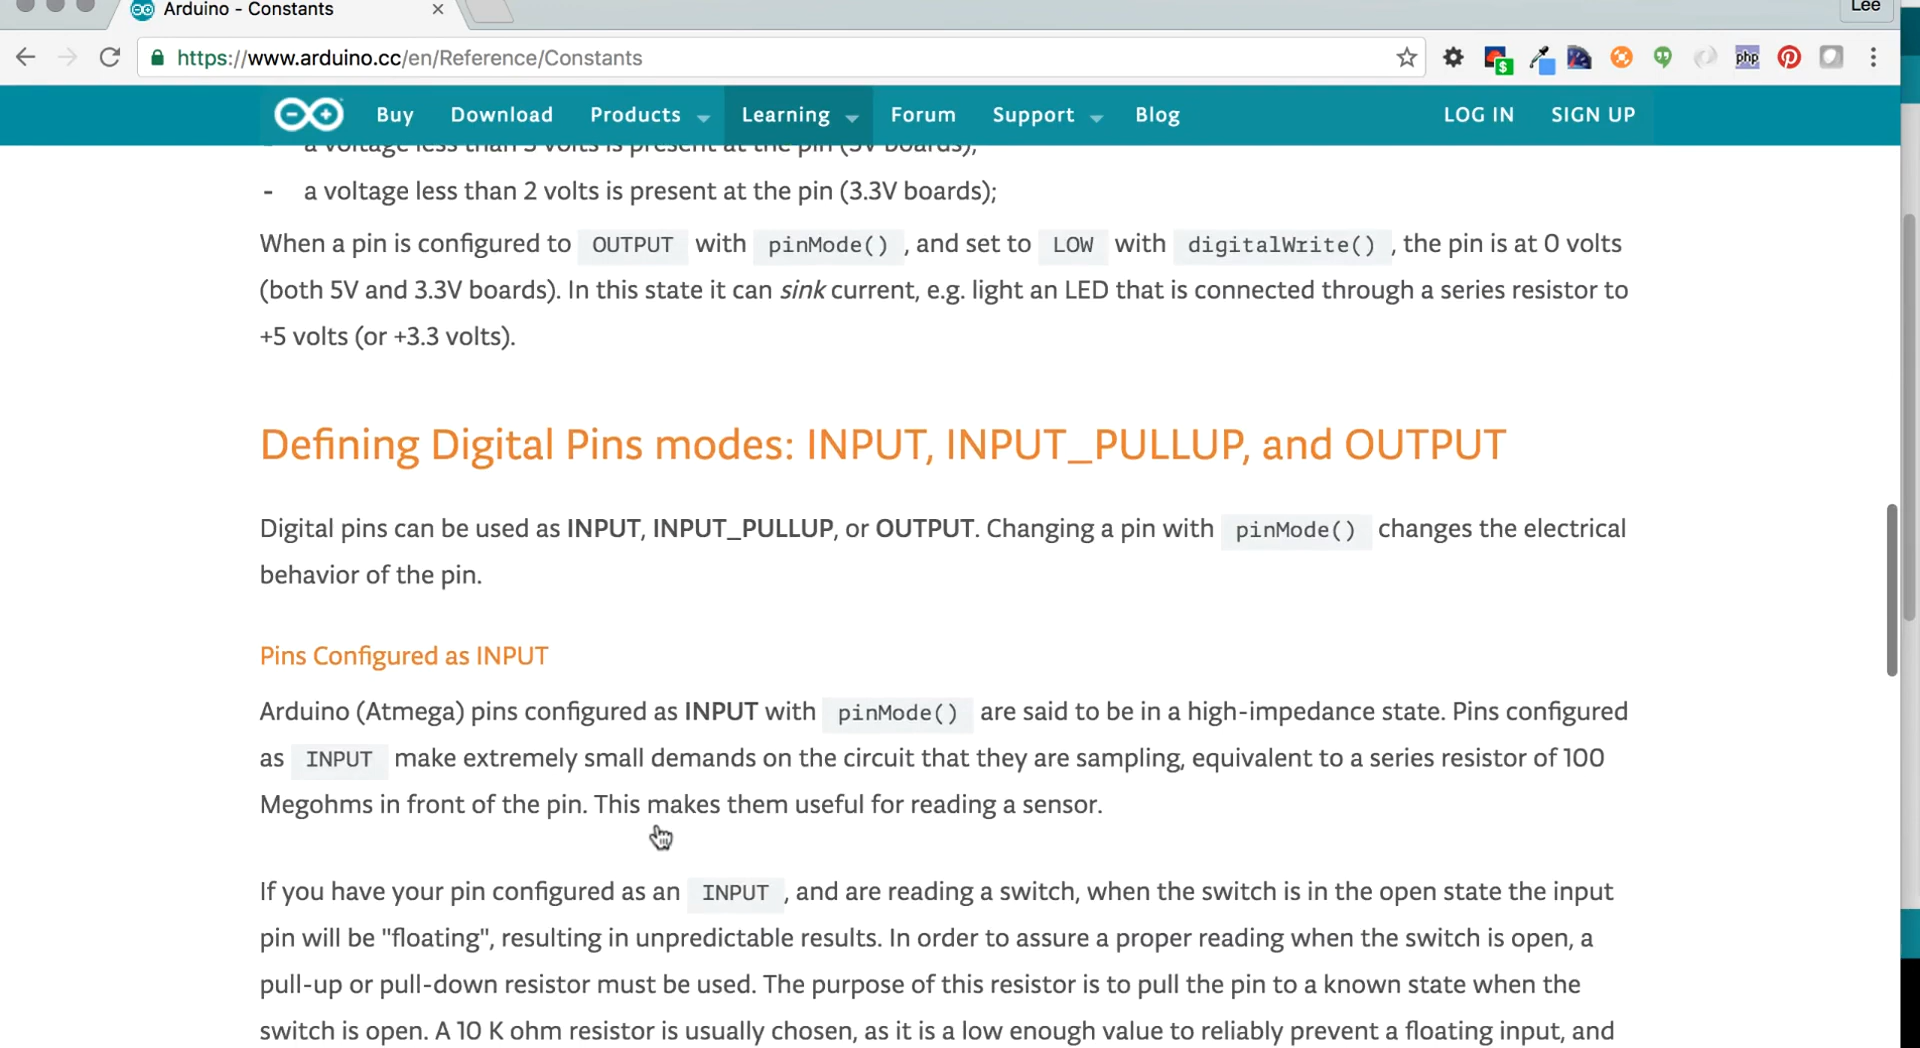 Arduino - Constants
Lee
https://www.arduino.cc/en/Reference/Constants
php
Buy Download Products Learning Forum Support Blog LOG IN SIGN UP
- a voltage less than 3 volts is present at the pin (5V boards);
- a voltage less than 2 volts is present at the pin (3.3V boards);
When a pin is configured to OUTPUT with pinMode() , and set to LOW with digitalWrite() , the pin is at 0 volts
(both 5V and 3.3V boards). In this state it can sink current, e.g. light an LED that is connected through a series resistor to
+5 volts (or +3.3 volts).
Defining Digital Pins modes: INPUT, INPUT_PULLUP, and OUTPUT
Digital pins can be used as INPUT, INPUT_PULLUP, or OUTPUT. Changing a pin with pinMode() changes the electrical
behavior of the pin.
Pins Configured as INPUT
Arduino (Atmega) pins configured as INPUT with pinMode() are said to be in a high-impedance state. Pins configured
as INPUT make extremely small demands on the circuit that they are sampling, equivalent to a series resistor of 100
Megohms in front of the pin. This makes them useful for reading a sensor.
If you have your pin configured as an INPUT , and are reading a switch, when the switch is in the open state the input
pin will be "floating", resulting in unpredictable results. In order to assure a proper reading when the switch is open, a
pull-up or pull-down resistor must be used. The purpose of this resistor is to pull the pin to a known state when the
switch is open. A 10 K ohm resistor is usually chosen, as it is a low enough value to reliably prevent a floating input, and